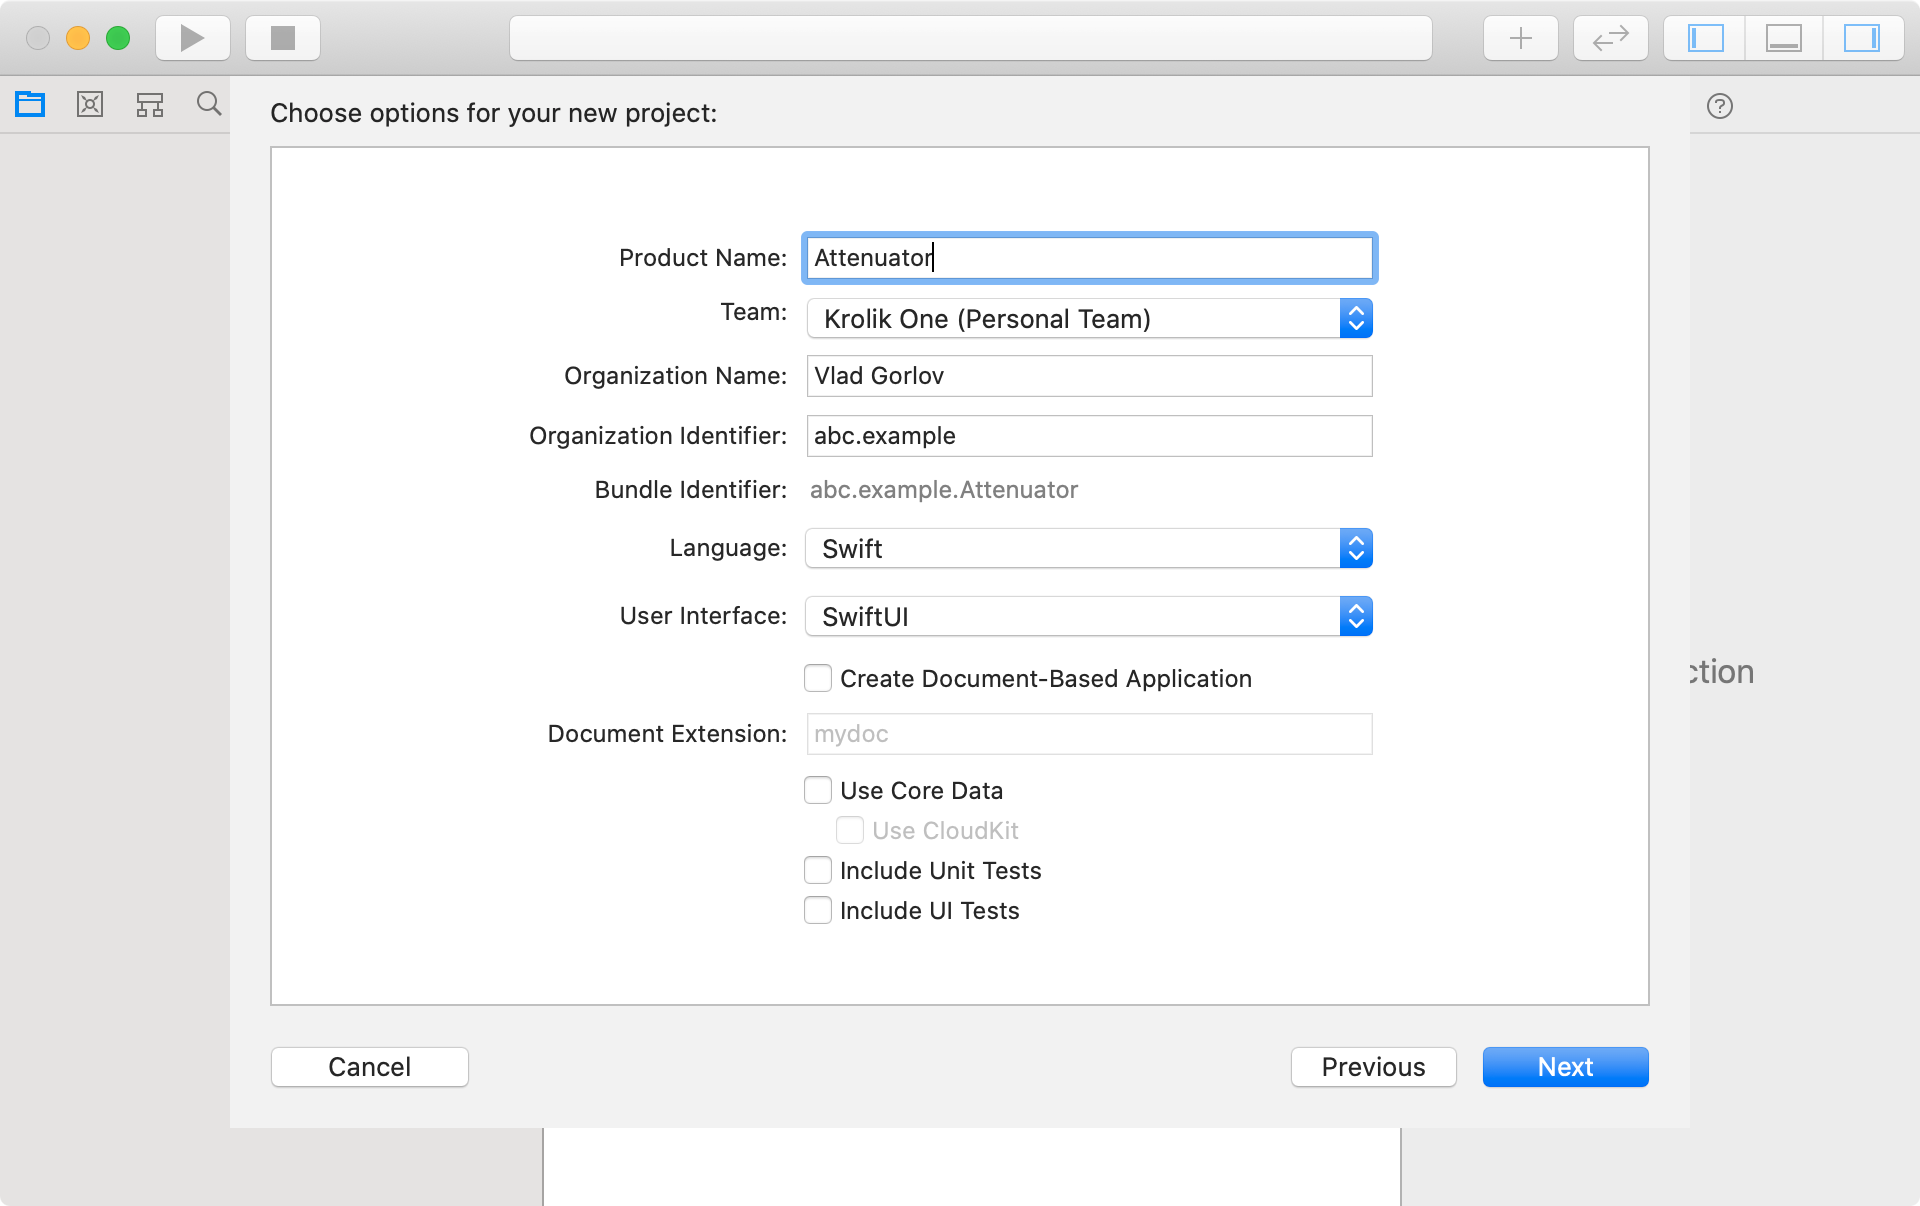 Choose options for your new project:
Product Name: Attenuator
Team: Krolik One (Personal Team)
Organization Name: Vlad Gorlov
Organization Identifier: abc.example
Bundle Identifier: abc.example.Attenuator
Language: Swift
User Interface: SwiftUI
ction
Create Document-Based Application
Document Extension: mydoc
Use Core Data
Use CloudKit
Include Unit Tests
Include UI Tests
Cancel Previous Next